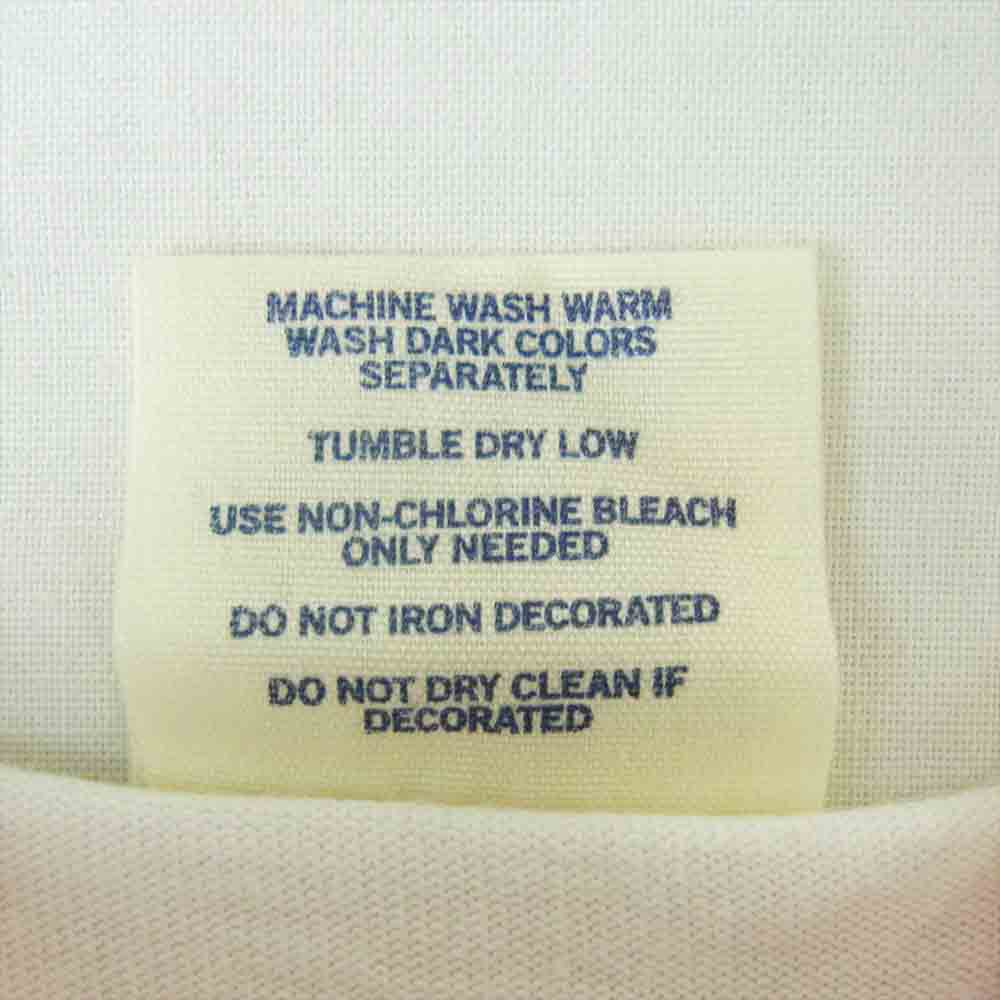 MACHINE WASH WARM
WASH DARK COLORS
SEPARATELY
TUMBLE DRY LOW
USE NON-CHLORINE BLEACH
ONLY NEEDED
DO NOT IRON DECORATED
DO NOT DRY CLEAN IF
DECORATED